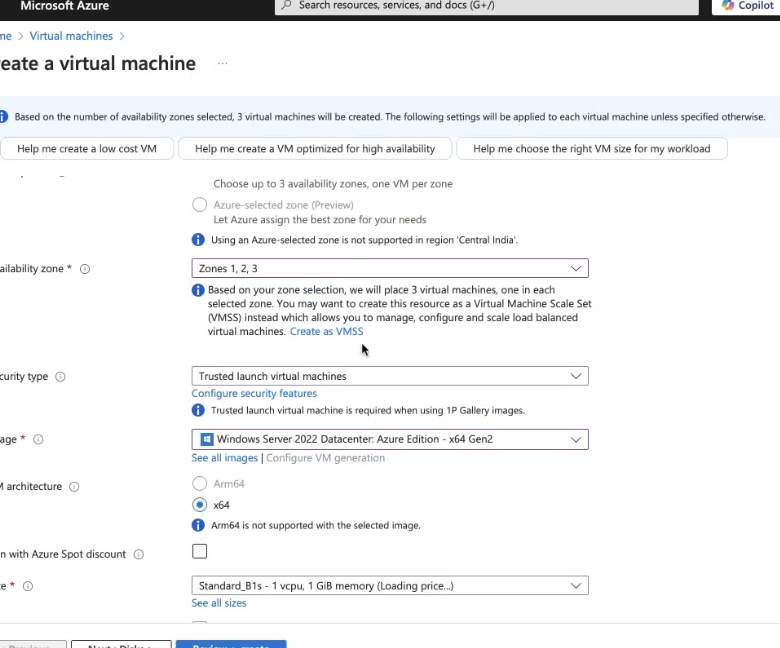 Microsoft Azure
Search resources, services, and docs (G+/)
Copilot
me > Virtual machines >
eate a virtual machine ...
Based on the number of availability zones selected, 3 virtual machines will be created. The following settings will be applied to each virtual machine unless specified otherwise.
Help me create a low cost VM
Help me create a VM optimized for high availability
Help me choose the right VM size for my workload
Choose up to 3 availability zones, one VM per zone
Azure-selected zone (Preview)
Let Azure assign the best zone for your needs
Using an Azure-selected zone is not supported in region 'Central India'.
ailability zone *
Zones 1, 2, 3
Based on your zone selection, we will place 3 virtual machines, one in each
selected zone. You may want to create this resource as a Virtual Machine Scale Set
(VMSS) instead which allows you to manage, configure and scale load balanced
virtual machines. Create as VMSS
curity type
Trusted launch virtual machines
Configure security features
Trusted launch virtual machine is required when using 1P Gallery images.
age *
Windows Server 2022 Datacenter: Azure Edition - x64 Gen2
See all images | Configure VM generation
M architecture
Arm64
x64
Arm64 is not supported with the selected image.
n with Azure Spot discount
e *
Standard_B1s - 1 vcpu, 1 GiB memory (Loading price...)
See all sizes